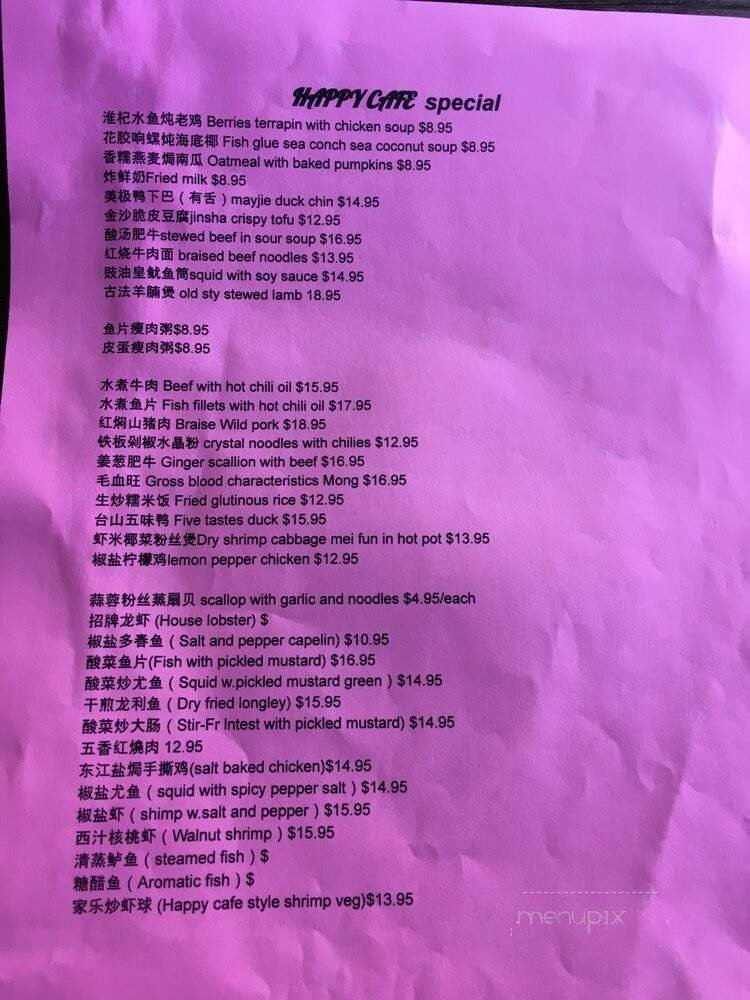 HAPPY CAFE special
淮杞水鱼炖老鸡 Berries terrapin with chicken soup $8.95
花胶响螺炖海底椰 Fish glue sea conch sea coconut soup $8.95
香糯燕麦焗南瓜 Oatmeal with baked pumpkins $8.95
炸鲜奶Fried milk $8.95
美极鸭下巴（有舌）mayjie duck chin $14.95
金沙脆皮豆腐jinsha crispy tofu $12.95
酸汤肥牛stewed beef in sour soup $16.95
红烧牛肉面 braised beef noodles $13.95
豉油皇鱿鱼筒squid with soy sauce $14.95
古法羊腩煲 old sty stewed lamb 18.95
鱼片瘦肉粥$8.95
皮蛋瘦肉粥$8.95
水煮牛肉 Beef with hot chili oil $15.95
水煮鱼片 Fish fillets with hot chili oil $17.95
红焖山猪肉 Braise Wild pork $18.95
铁板剁椒水晶粉 crystal noodles with chilies $12.95
姜葱肥牛 Ginger scallion with beef $16.95
毛血旺 Gross blood characteristics Mong $16.95
生炒糯米饭 Fried glutinous rice $12.95
台山五味鸭 Five tastes duck $15.95
虾米椰菜粉丝煲Dry shrimp cabbage mei fun in hot pot $13.95
椒盐柠檬鸡lemon pepper chicken $12.95
蒜蓉粉丝蒸扇贝 scallop with garlic and noodles $4.95/each
招牌龙虾 (House lobster) $
椒盐多春鱼（Salt and pepper capelin) $10.95
酸菜鱼片(Fish with pickled mustard) $16.95
酸菜炒尤鱼（Squid w.pickled mustard green）$14.95
干煎龙利鱼（Dry fried longley) $15.95
酸菜炒大肠（Stir-Fr Intest with pickled mustard) $14.95
五香红燒肉 12.95
东江盐焗手撕鸡(salt baked chicken)$14.95
椒盐尤鱼（squid with spicy pepper salt）$14.95
椒盐虾（shimp w.salt and pepper）$15.95
西汁核桃虾（Walnut shrimp）$15.95
清蒸鲈鱼（steamed fish）$
糖醋鱼（Aromatic fish）$
家乐炒虾球 (Happy cafe style shrimp veg)$13.95
menupix